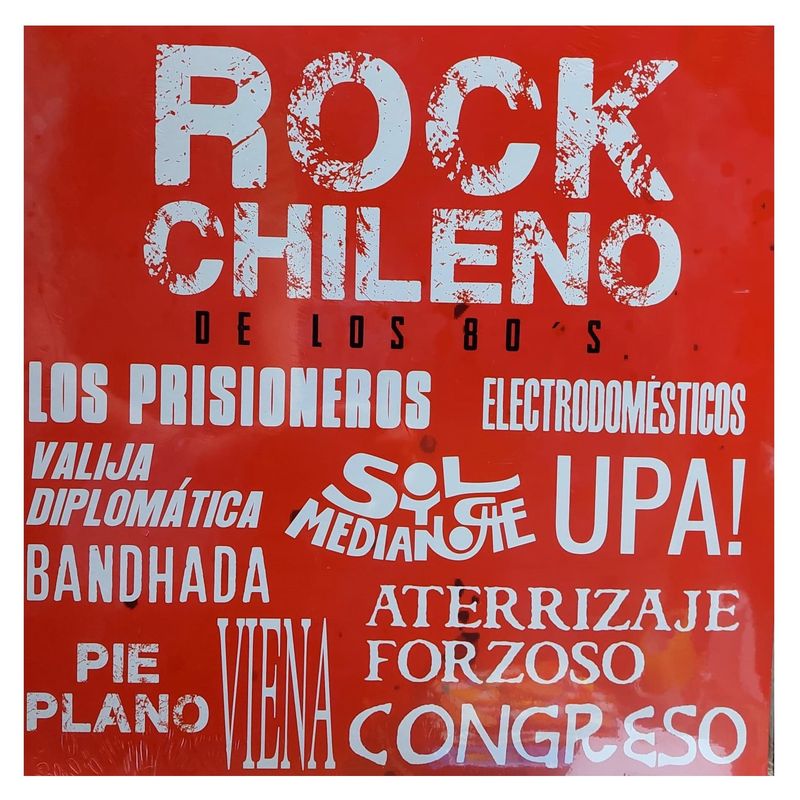 ROCK
CHILENO
DE LOS 80´S
LOS PRISIONEROS
ELECTRODOMÉSTICOS
VALIJA
DIPLOMÁTICA
SOL
Y
MEDIANOCHE
UPA!
BANDHADA
ATERRIZAJE
FORZOSO
PIE
PLANO
VIENA
CONGRESO